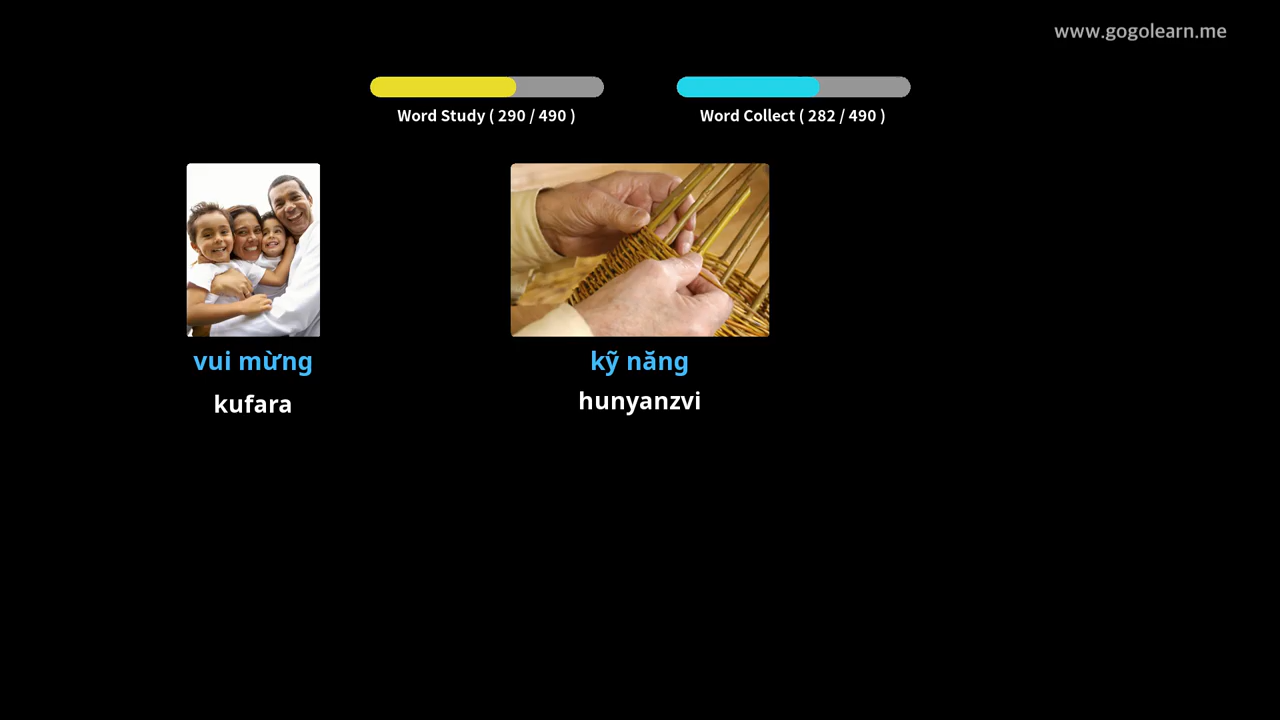 www.gogolearn.me
Word Study ( 290 / 490 )
Word Collect ( 282 / 490 )
vui mừng
kufara
kỹ năng
hunyanzvi